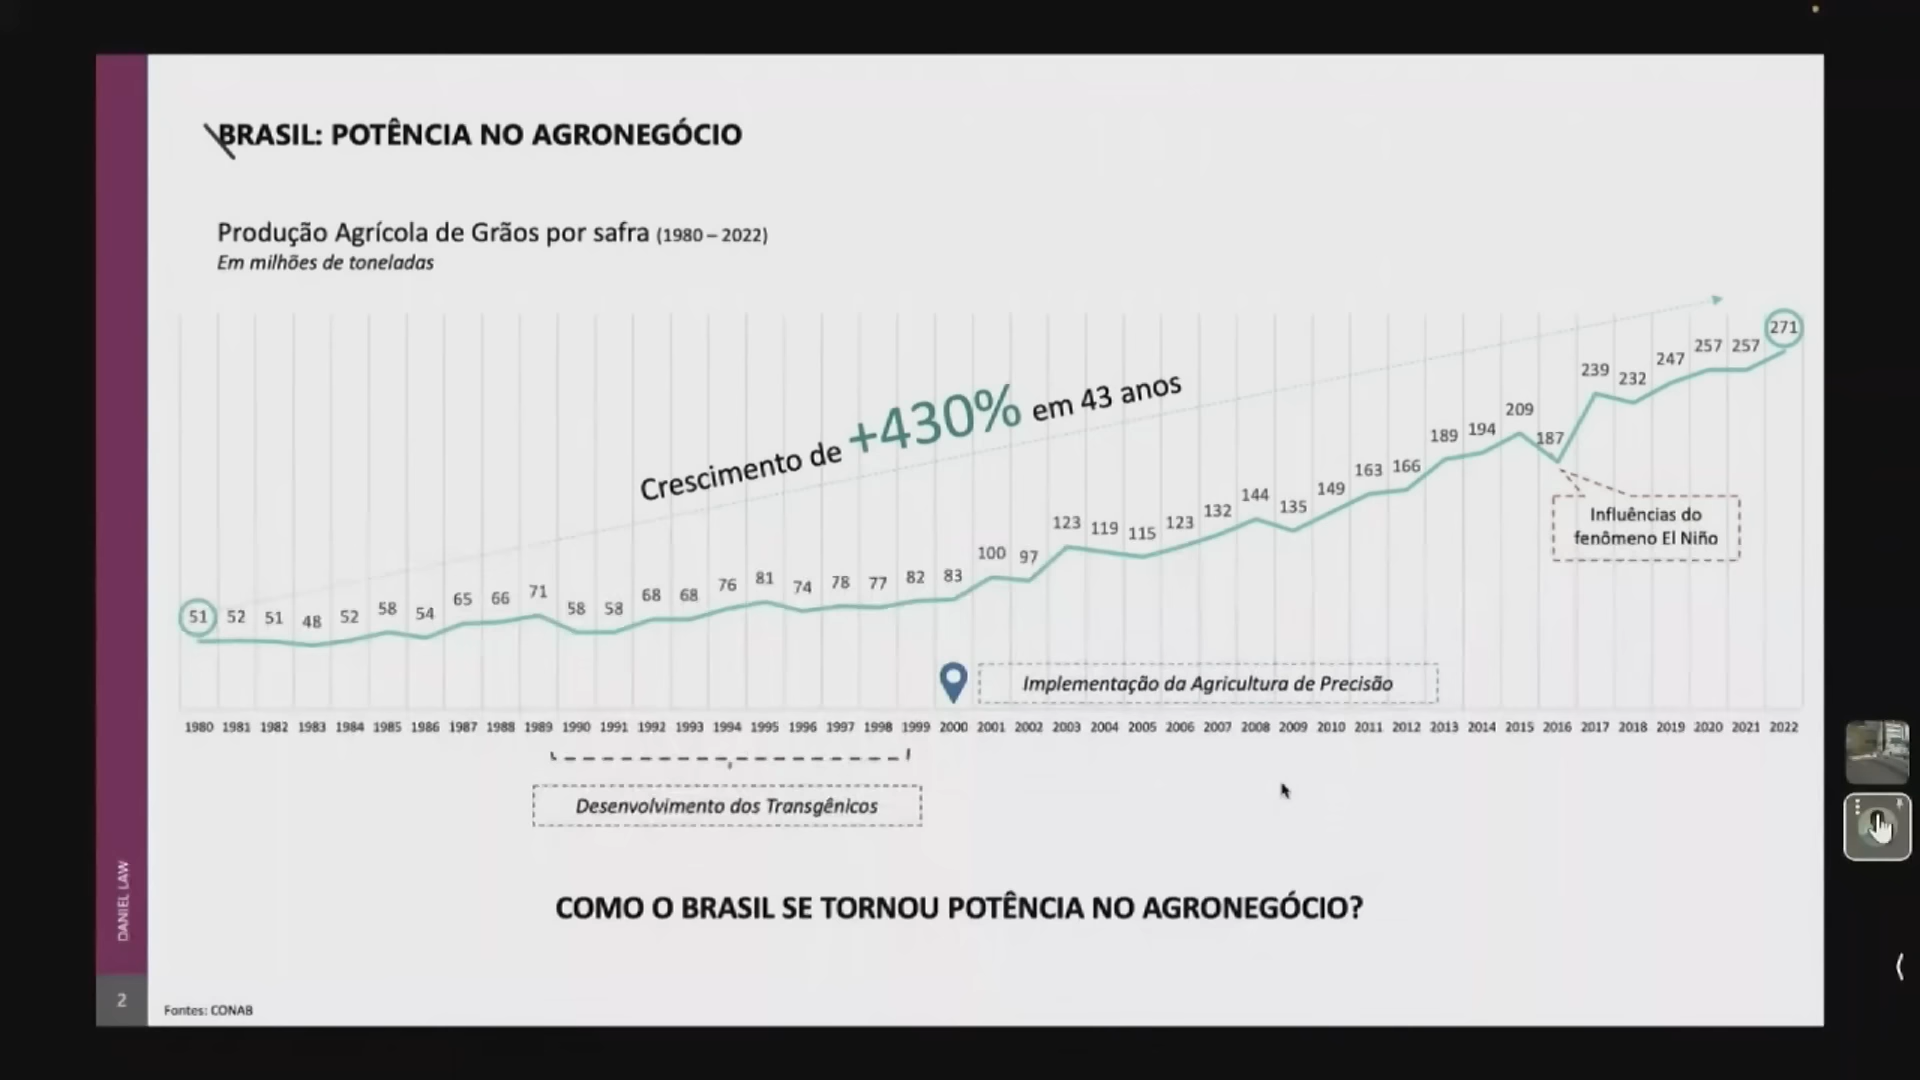 BRASIL: POTÊNCIA NO AGRONEGÓCIO
Produção Agrícola de Grãos por safra (1980 – 2022)
Em milhões de toneladas
Crescimento de +430% em 43 anos
51 52 51 48 52 58 54 65 66 71 58 58 68 68 76 81 74 78 77 82 83 100 97 123 119 115 123 132 144 135 149 163 166 189 194 209 187 239 232 247 257 257 271
Influências do
fenômeno El Niño
Implementação da Agricultura de Precisão
1980 1981 1982 1983 1984 1985 1986 1987 1988 1989 1990 1991 1992 1993 1994 1995 1996 1997 1998 1999 2000 2001 2002 2003 2004 2005 2006 2007 2008 2009 2010 2011 2012 2013 2014 2015 2016 2017 2018 2019 2020 2021 2022
Desenvolvimento dos Transgênicos
COMO O BRASIL SE TORNOU POTÊNCIA NO AGRONEGÓCIO?
DANIEL LAW
2
Fontes: CONAB